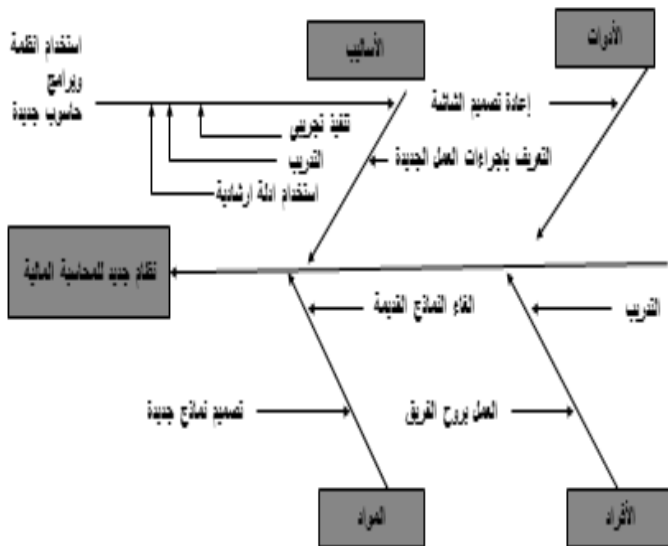 الأدوات
الأساليب
استخدام انظمة
وبرامج
حاسوب جديدة
إعادة تصميم الشاشة
تنفيذ تجريبي
التدريب
التعريف باجراءات العمل الجديدة
استخدام ادلة ارشادية
نظام جديد للمحاسبة المالية
الغاء النماذج القديمة
التدريب
تصميم نماذج جديدة
العمل بروح الفريق
المواد
الأفراد